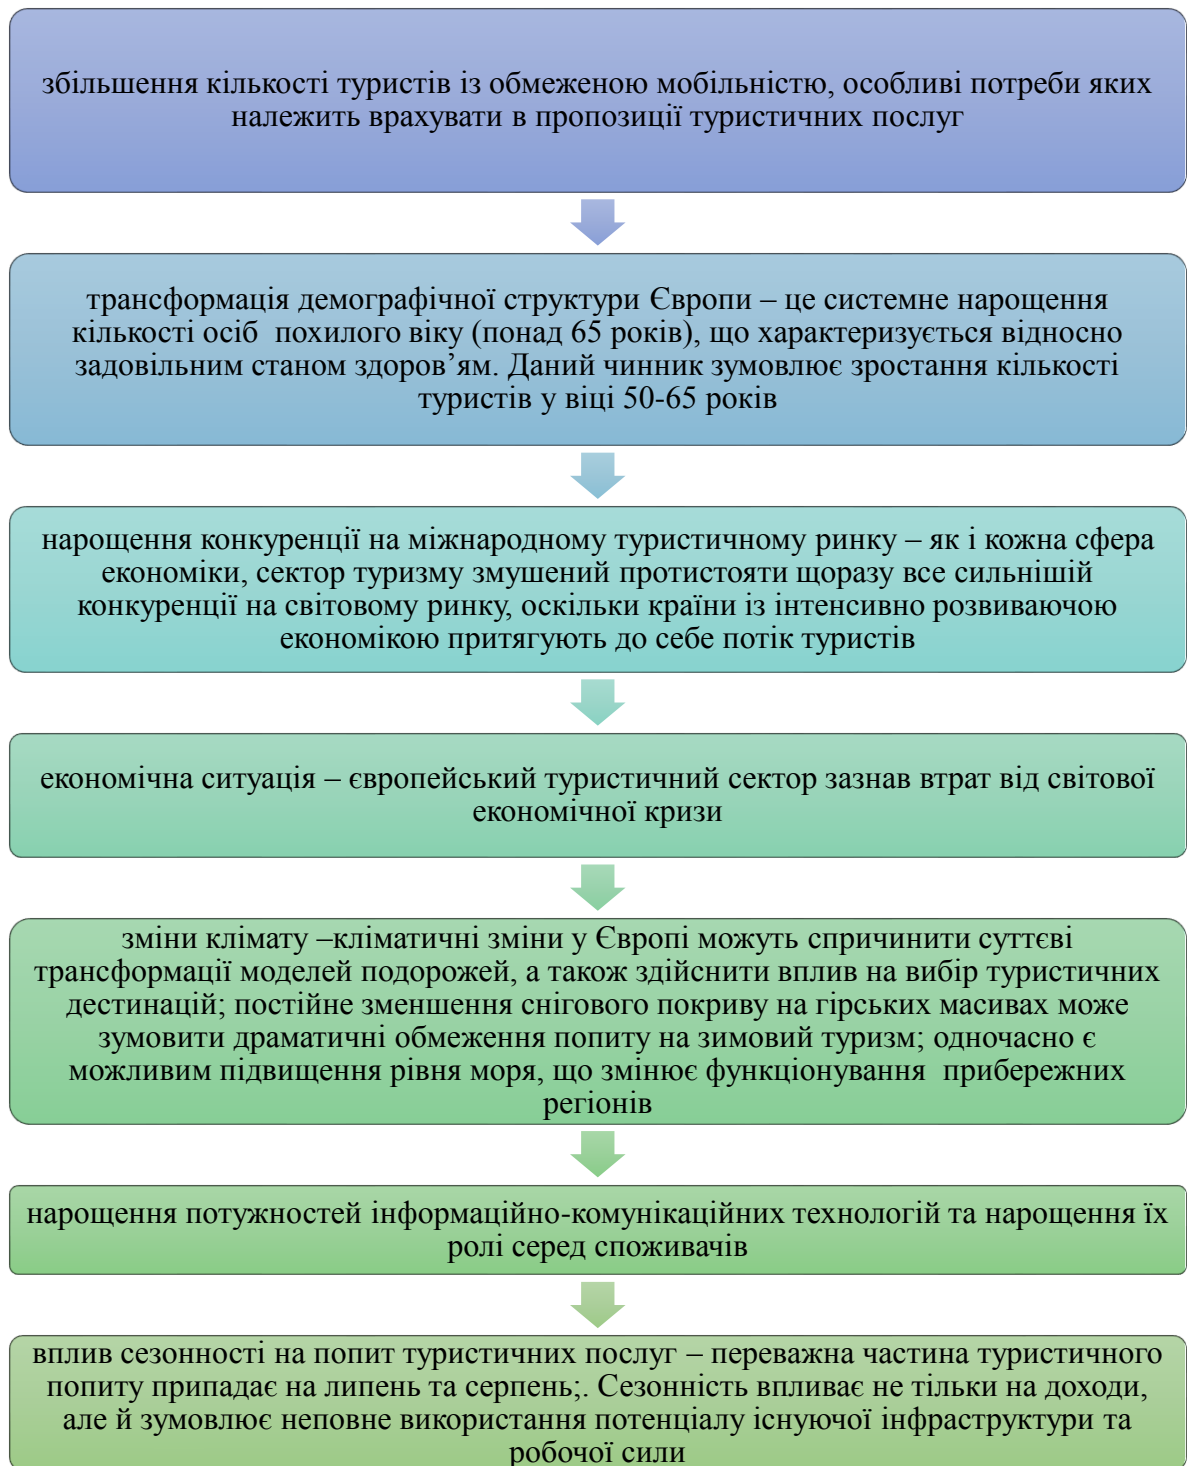 збільшення кількості туристів із обмеженою мобільністю, особливі потреби яких
належить врахувати в пропозиції туристичних послуг
трансформація демографічної структури Європи – це системне нарощення
кількості осіб  похилого віку (понад 65 років), що характеризується відносно
задовільним станом здоров’ям. Даний чинник зумовлює зростання кількості
туристів у віці 50-65 років
нарощення конкуренції на міжнародному туристичному ринку – як і кожна сфера
економіки, сектор туризму змушений протистояти щоразу все сильнішій
конкуренції на світовому ринку, оскільки країни із інтенсивно розвиваючою
економікою притягують до себе потік туристів
економічна ситуація – європейський туристичний сектор зазнав втрат від світової
економічної кризи
зміни клімату –кліматичні зміни у Європі можуть спричинити суттєві
трансформації моделей подорожей, а також здійснити вплив на вибір туристичних
дестинацій; постійне зменшення снігового покриву на гірських масивах може
зумовити драматичні обмеження попиту на зимовий туризм; одночасно є
можливим підвищення рівня моря, що змінює функціонування  прибережних
регіонів
нарощення потужностей інформаційно-комунікаційних технологій та нарощення їх
ролі серед споживачів
вплив сезонності на попит туристичних послуг – переважна частина туристичного
попиту припадає на липень та серпень;. Сезонність впливає не тільки на доходи,
але й зумовлює неповне використання потенціалу існуючої інфраструктури та
робочої сили